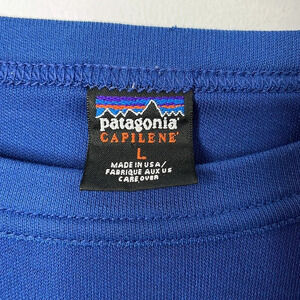 patagonia®
CAPILENE®
L
MADE IN USA/
FABRIQUE AUX US
CARE OVER